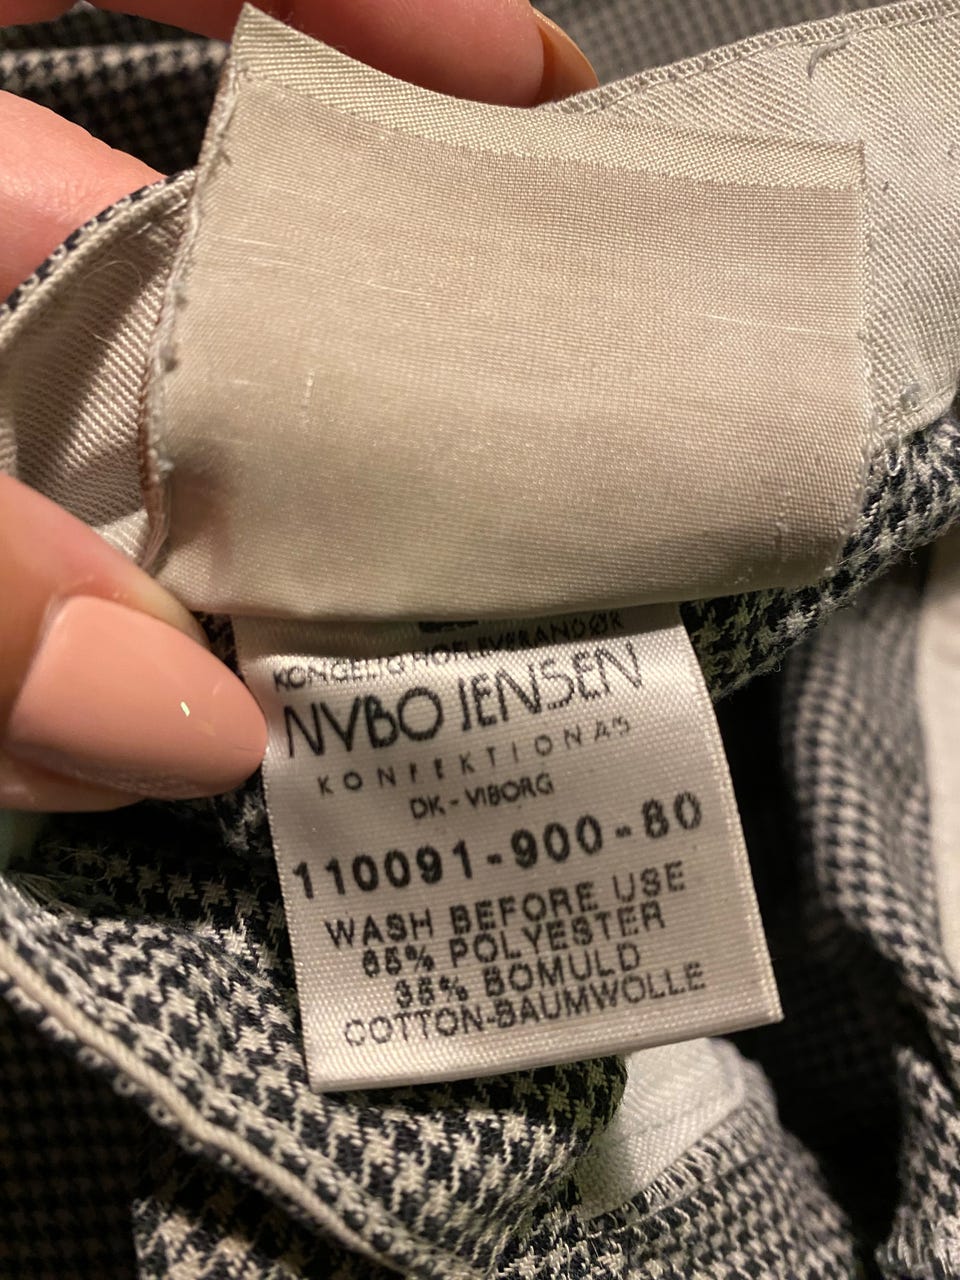 KONGELIG HOFLEVERANDØR
NYBO JENSEN
KONFEKTION AS
DK - VIBORG
110091-900-80
WASH BEFORE USE
65% POLYESTER
35% BOMULD
COTTON-BAUMWOLLE